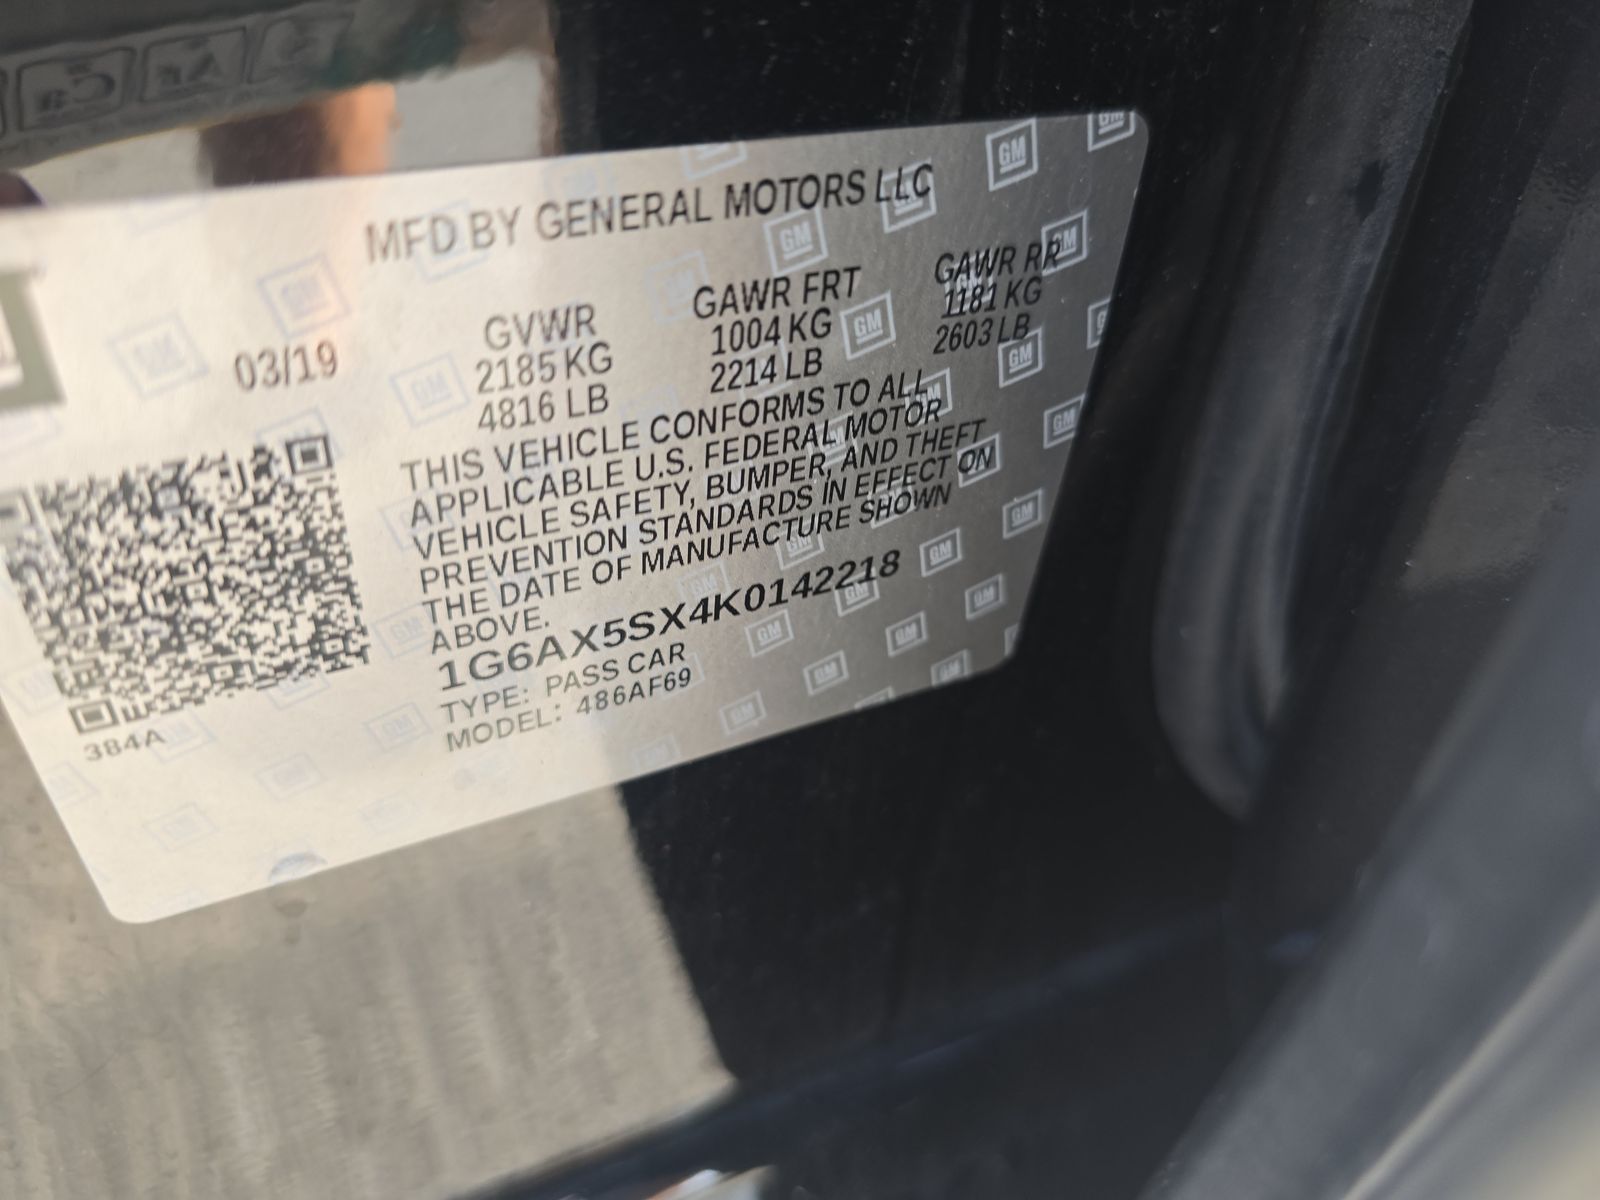 MFD BY GENERAL MOTORS LLC
03/19
GVWR
2185 KG
4816 LB
GAWR FRT
1004 KG
2214 LB
GAWR RR
1181 KG
2603 LB
THIS VEHICLE CONFORMS TO ALL
APPLICABLE U.S. FEDERAL MOTOR
VEHICLE SAFETY, BUMPER, AND THEFT
PREVENTION STANDARDS IN EFFECT ON
THE DATE OF MANUFACTURE SHOWN
ABOVE.
1G6AX5SX4K0142218
TYPE: PASS CAR
MODEL: 486AF69
384A
GM